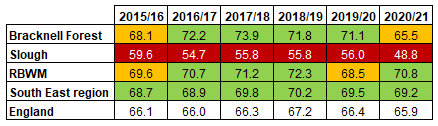 2015/16 2016/17 2017/18 2018/19 2019/20 2020/21
Bracknell Forest 68.1 72.2 73.9 71.8 71.1 65.5
Slough 59.6 54.7 55.8 55.8 56.0 48.8
RBWM 69.6 70.7 71.2 72.3 68.5 70.8
South East region 68.7 68.9 69.8 70.2 69.5 69.2
England 66.1 66.0 66.3 67.2 66.4 65.9